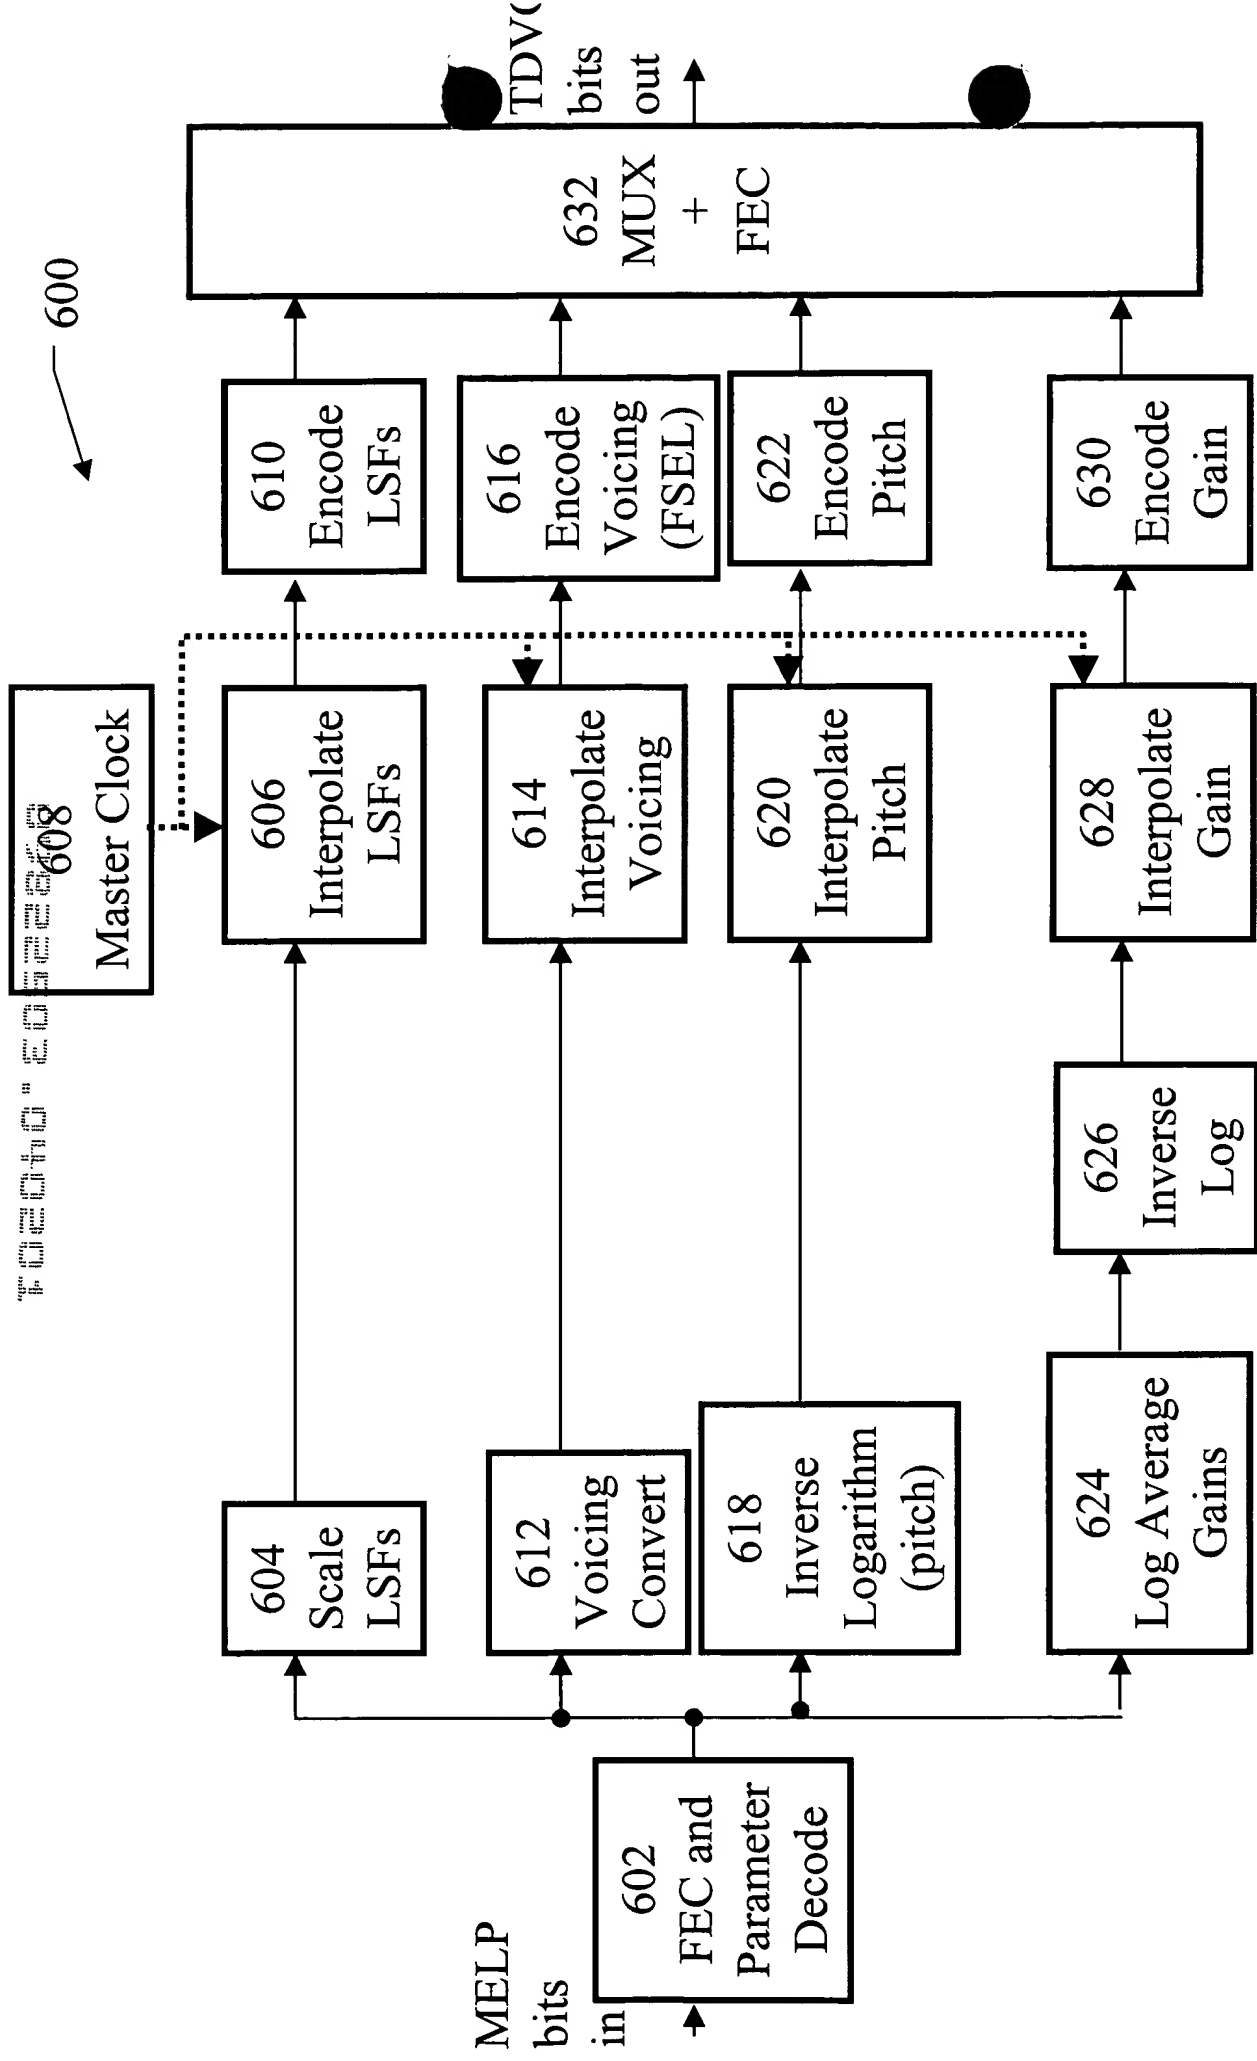 608
Master Clock
600
604
Scale
LSFs
606
Interpolate
LSFs
610
Encode
LSFs
MELP
bits
in
602
FEC and
Parameter
Decode
612
Voicing
Convert
614
Interpolate
Voicing
616
Encode
Voicing
(FSEL)
618
Inverse
Logarithm
(pitch)
620
Interpolate
Pitch
622
Encode
Pitch
624
Log Average
Gains
626
Inverse
Log
628
Interpolate
Gain
630
Encode
Gain
632
MUX
+
FEC
TDVC
bits
out